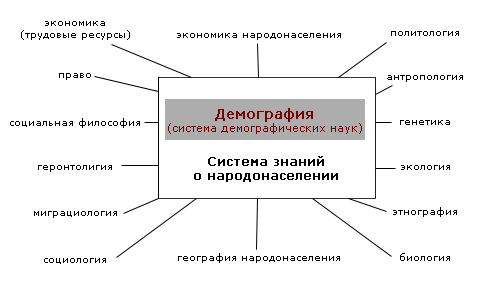 экономика
(трудовые ресурсы)
экономика народонаселения
политология
право
антропология
Демография
(система демографических наук)
социальная философия
генетика
Система знаний
о народонаселении
геронтолигия
экология
миграциология
этнография
социология
география народонаселения
биология